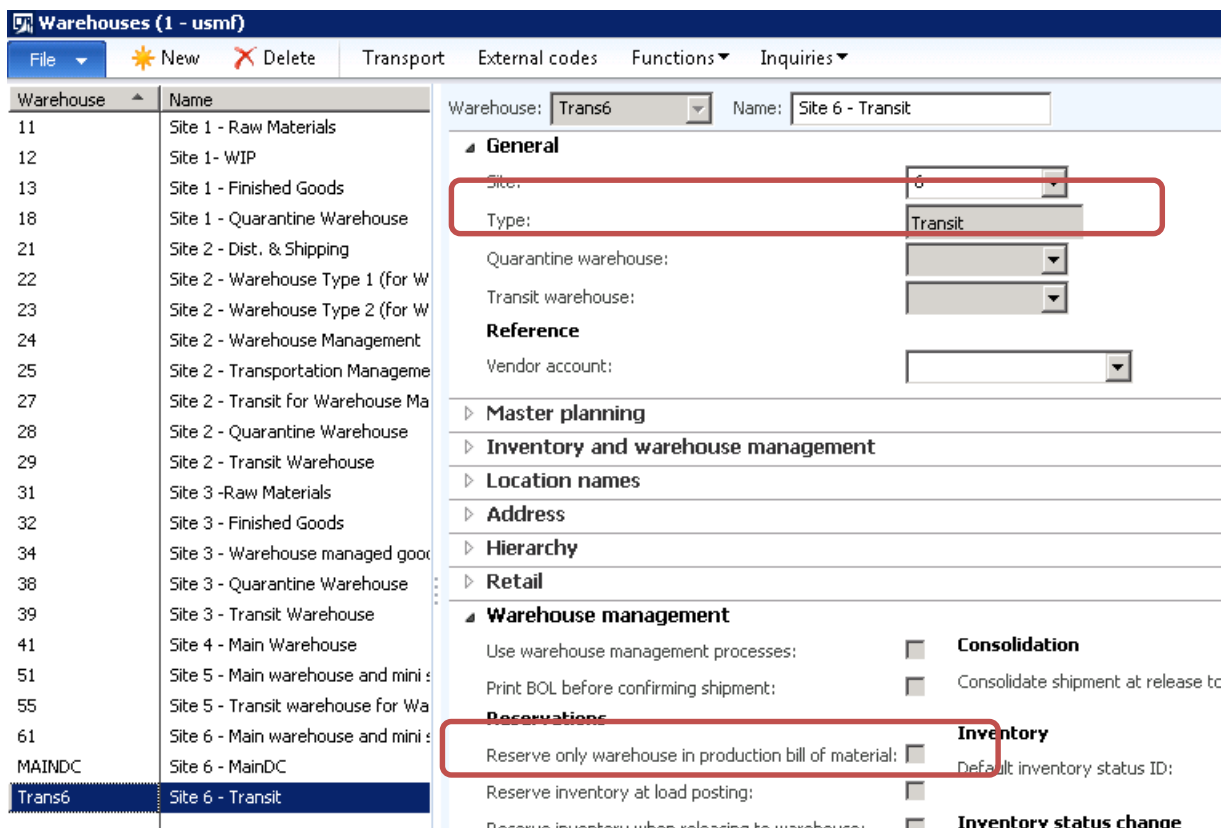 Warehouses (1 - usmf)
File New Delete Transport External codes Functions Inquiries
Warehouse Name
11 Site 1 - Raw Materials
12 Site 1- WIP
13 Site 1 - Finished Goods
18 Site 1 - Quarantine Warehouse
21 Site 2 - Dist. & Shipping
22 Site 2 - Warehouse Type 1 (for W
23 Site 2 - Warehouse Type 2 (for W
24 Site 2 - Warehouse Management
25 Site 2 - Transportation Manageme
27 Site 2 - Transit for Warehouse Ma
28 Site 2 - Quarantine Warehouse
29 Site 2 - Transit Warehouse
31 Site 3 -Raw Materials
32 Site 3 - Finished Goods
34 Site 3 - Warehouse managed good
38 Site 3 - Quarantine Warehouse
39 Site 3 - Transit Warehouse
41 Site 4 - Main Warehouse
51 Site 5 - Main warehouse and mini s
55 Site 5 - Transit warehouse for Wa
61 Site 6 - Main warehouse and mini s
MAINDC Site 6 - MainDC
Trans6 Site 6 - Transit
Warehouse: Trans6 Name: Site 6 - Transit
General
Site: 6
Type: Transit
Quarantine warehouse:
Transit warehouse:
Reference
Vendor account:
Master planning
Inventory and warehouse management
Location names
Address
Hierarchy
Retail
Warehouse management
Use warehouse management processes:
Print BOL before confirming shipment:
Reservations
Reserve only warehouse in production bill of material:
Reserve inventory at load posting:
Reserve inventory when releasing to warehouse:
Consolidation
Consolidate shipment at release to
Inventory
Default inventory status ID:
Inventory status change